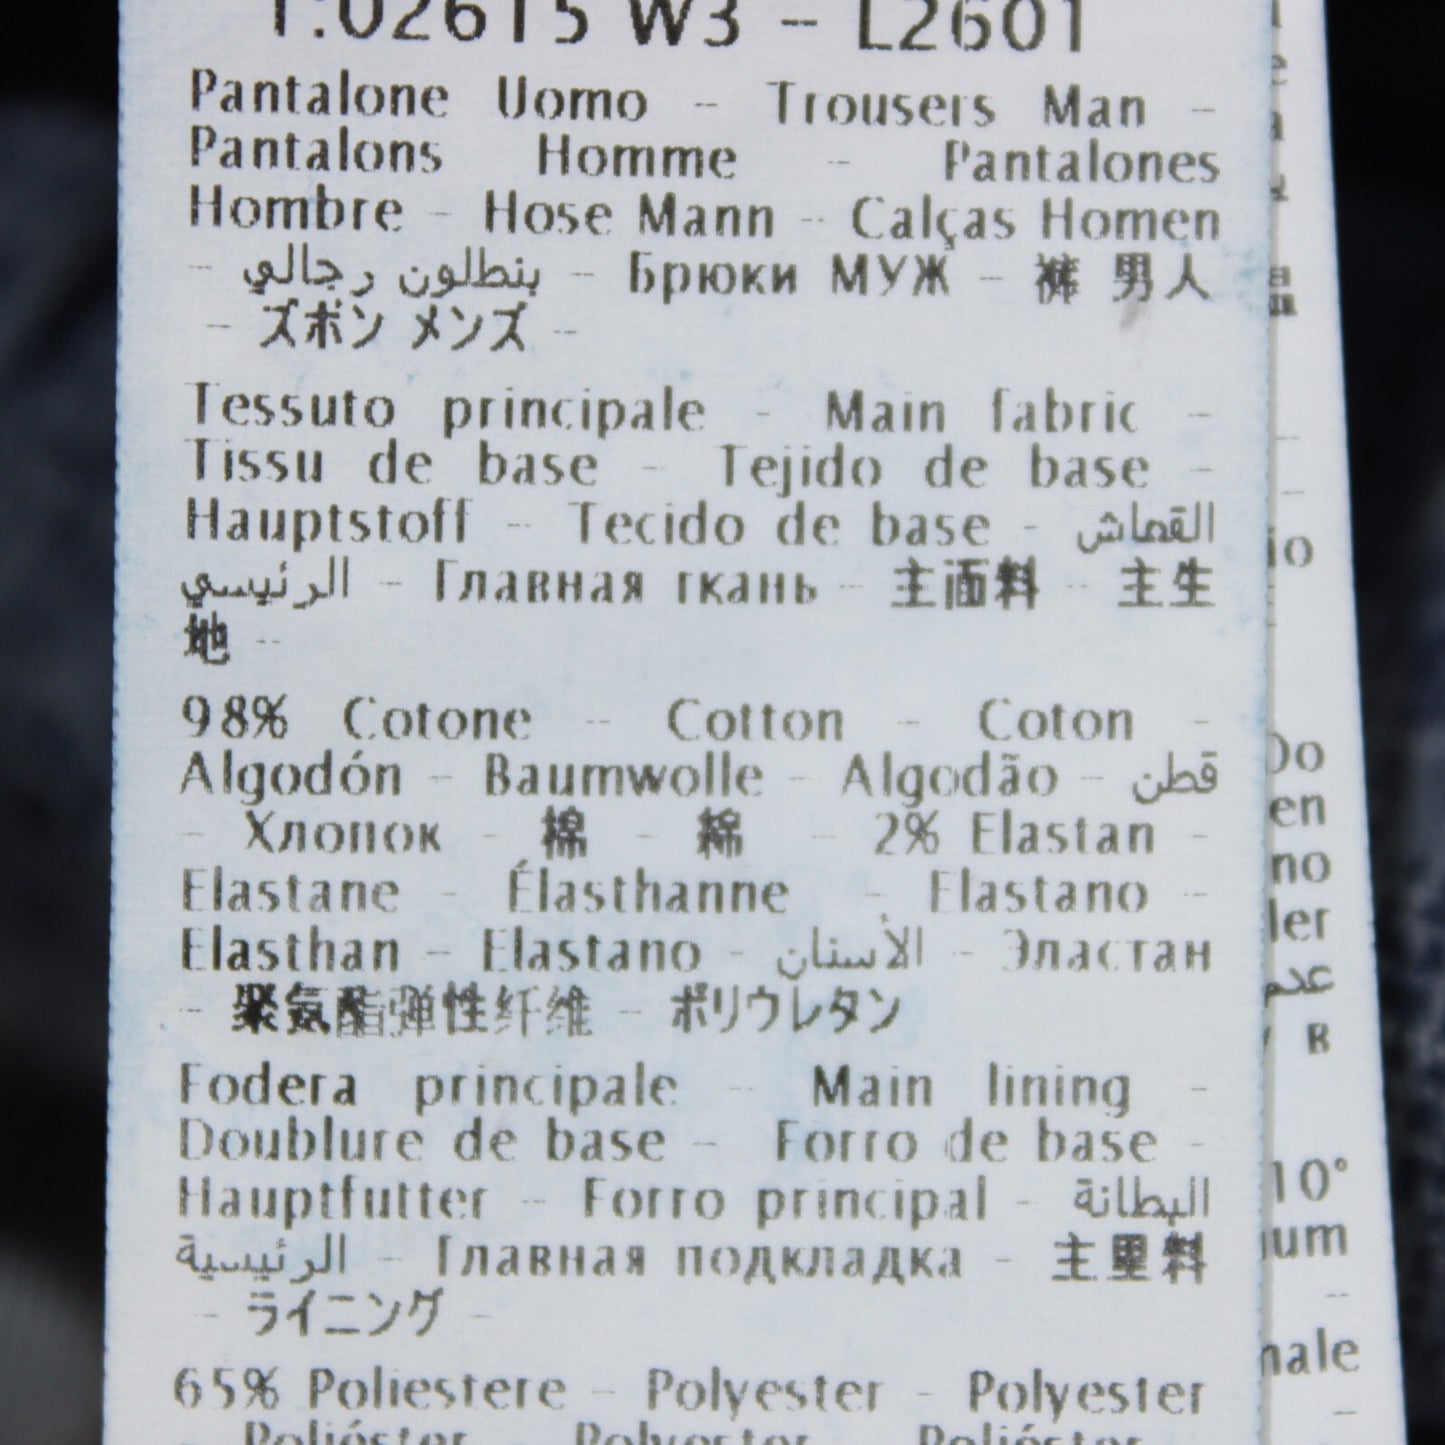 T:02615 W3 – L2601
Pantalone Uomo – Trousers Man –
Pantalons Homme – Pantalones
Hombre – Hose Mann – Calças Homen
– بنطلون رجالي – Брюки МУЖ – 裤 男人
– ズボン メンズ –
Tessuto principale – Main fabric –
Tissu de base – Tejido de base –
Hauptstoff – Tecido de base – القماش
الرئيسي – Главная ткань – 主面料 – 主生
地 –
98% Cotone – Cotton – Coton –
Algodón – Baumwolle – Algodão – قطن
– Хлопок – 棉 – 綿 – 2% Elastan –
Elastane – Élasthanne – Elastano –
Elasthan – Elastano – الأستان – Эластан
– 聚氨酯弹性纤维 – ポリウレタン
Fodera principale – Main lining –
Doublure de base – Forro de base –
Hauptfutter – Forro principal – البطانة
الرئيسية – Главная подкладка – 主里料
– ライニング –
65% Poliestere – Polyester – Polyester
– Poliéster – Polyester – Poliéster